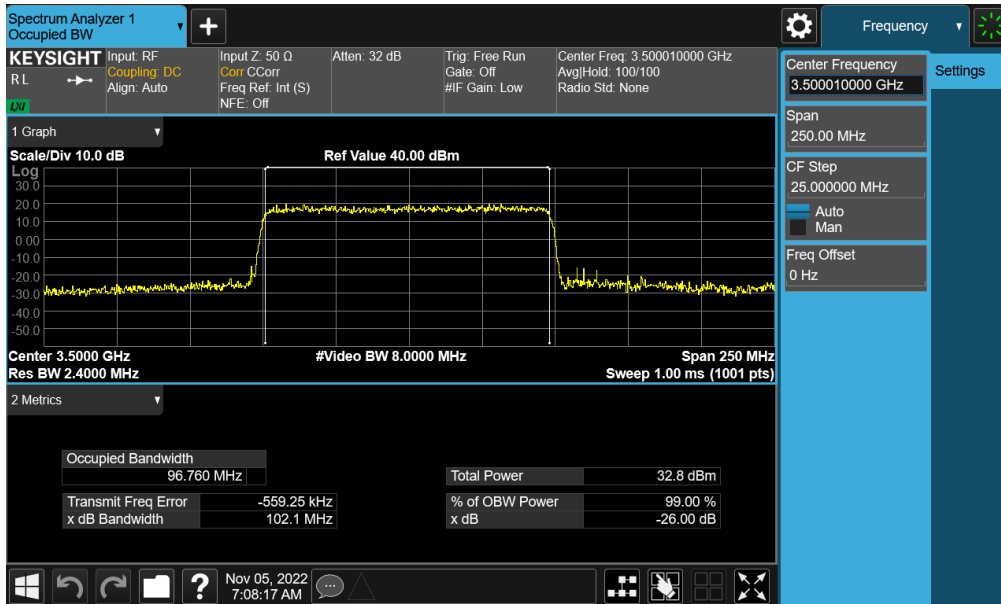 Spectrum Analyzer 1
Occupied BW
Frequency
KEYSIGHT
R L
LXI
Input: RF
Coupling: DC
Align: Auto
Input Z: 50 Ω
Corr CCorr
Freq Ref: Int (S)
NFE: Off
Atten: 32 dB
Trig: Free Run
Gate: Off
#IF Gain: Low
Center Freq: 3.500010000 GHz
Avg|Hold: 100/100
Radio Std: None
Center Frequency
3.500010000 GHz
Settings
Span
250.00 MHz
CF Step
25.000000 MHz
Auto
Man
Freq Offset
0 Hz
1 Graph
Scale/Div 10.0 dB
Ref Value 40.00 dBm
Log
30.0
20.0
10.0
0.00
-10.0
-20.0
-30.0
-40.0
-50.0
Center 3.5000 GHz
#Video BW 8.0000 MHz
Span 250 MHz
Res BW 2.4000 MHz
Sweep 1.00 ms (1001 pts)
2 Metrics
Occupied Bandwidth
96.760 MHz
Total Power 32.8 dBm
Transmit Freq Error -559.25 kHz
% of OBW Power 99.00 %
x dB Bandwidth 102.1 MHz
x dB -26.00 dB
?
Nov 05, 2022
7:08:17 AM